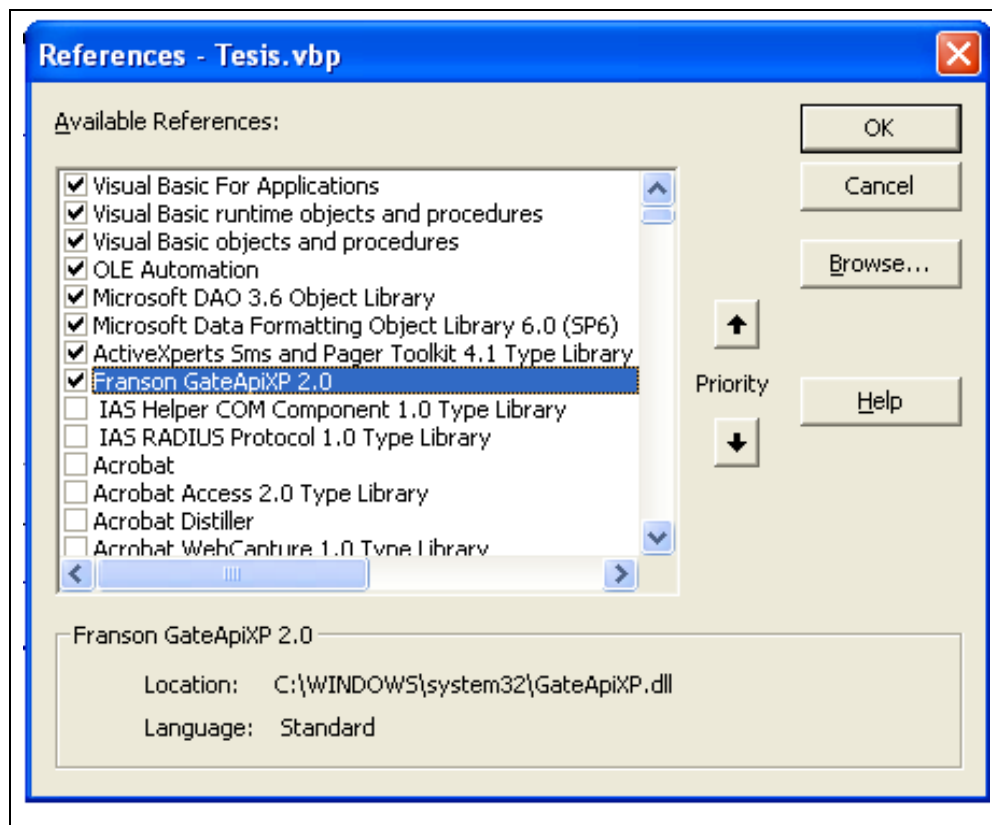 References - Tesis.vbp
Available References:
Visual Basic For Applications
Visual Basic runtime objects and procedures
Visual Basic objects and procedures
OLE Automation
Microsoft DAO 3.6 Object Library
Microsoft Data Formatting Object Library 6.0 (SP6)
ActiveXperts Sms and Pager Toolkit 4.1 Type Library
Franson GateApiXP 2.0
IAS Helper COM Component 1.0 Type Library
IAS RADIUS Protocol 1.0 Type Library
Acrobat
Acrobat Access 2.0 Type Library
Acrobat Distiller
Acrobat WebCapture 1.0 Type Library
OK
Cancel
Browse...
Priority
Help
Franson GateApiXP 2.0
Location: C:\WINDOWS\system32\GateApiXP.dll
Language: Standard